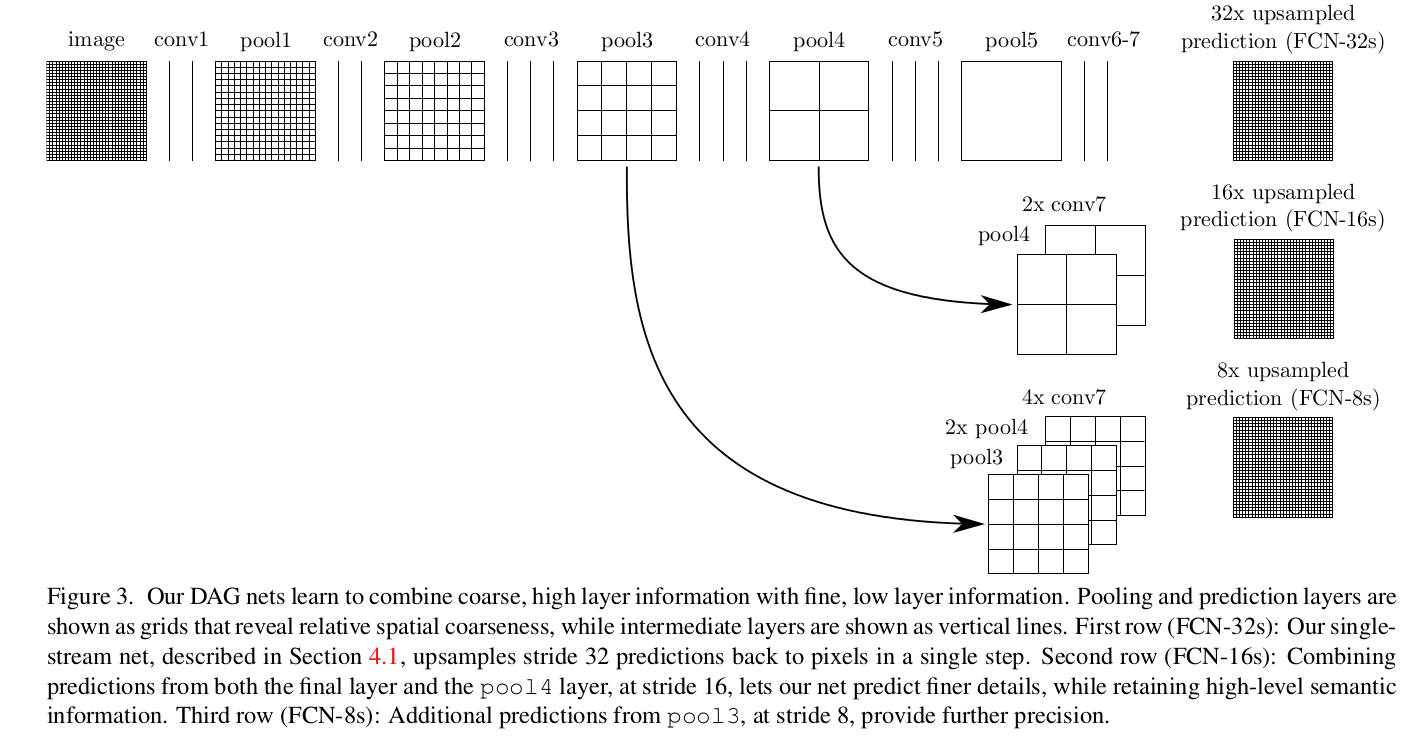 image conv1 pool1 conv2 pool2 conv3 pool3 conv4 pool4 conv5 pool5 conv6-7
32x upsampled
prediction (FCN-32s)
2x conv7
pool4
16x upsampled
prediction (FCN-16s)
4x conv7
2x pool4
pool3
8x upsampled
prediction (FCN-8s)
Figure 3. Our DAG nets learn to combine coarse, high layer information with fine, low layer information. Pooling and prediction layers are
shown as grids that reveal relative spatial coarseness, while intermediate layers are shown as vertical lines. First row (FCN-32s): Our single-
stream net, described in Section 4.1, upsamples stride 32 predictions back to pixels in a single step. Second row (FCN-16s): Combining
predictions from both the final layer and the pool4 layer, at stride 16, lets our net predict finer details, while retaining high-level semantic
information. Third row (FCN-8s): Additional predictions from pool3, at stride 8, provide further precision.